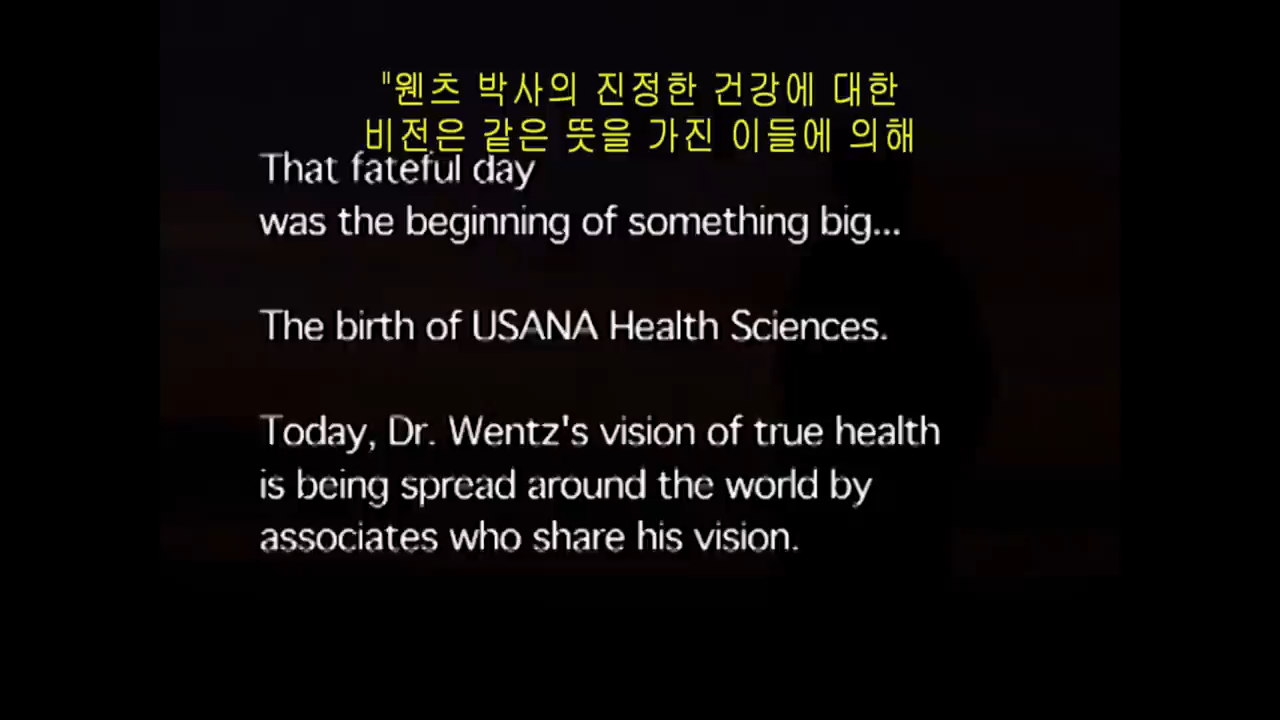 "웬츠 박사의 진정한 건강에 대한
비전은 같은 뜻을 가진 이들에 의해
That fateful day
was the beginning of something big...
The birth of USANA Health Sciences.
Today, Dr. Wentz's vision of true health
is being spread around the world by
associates who share his vision.